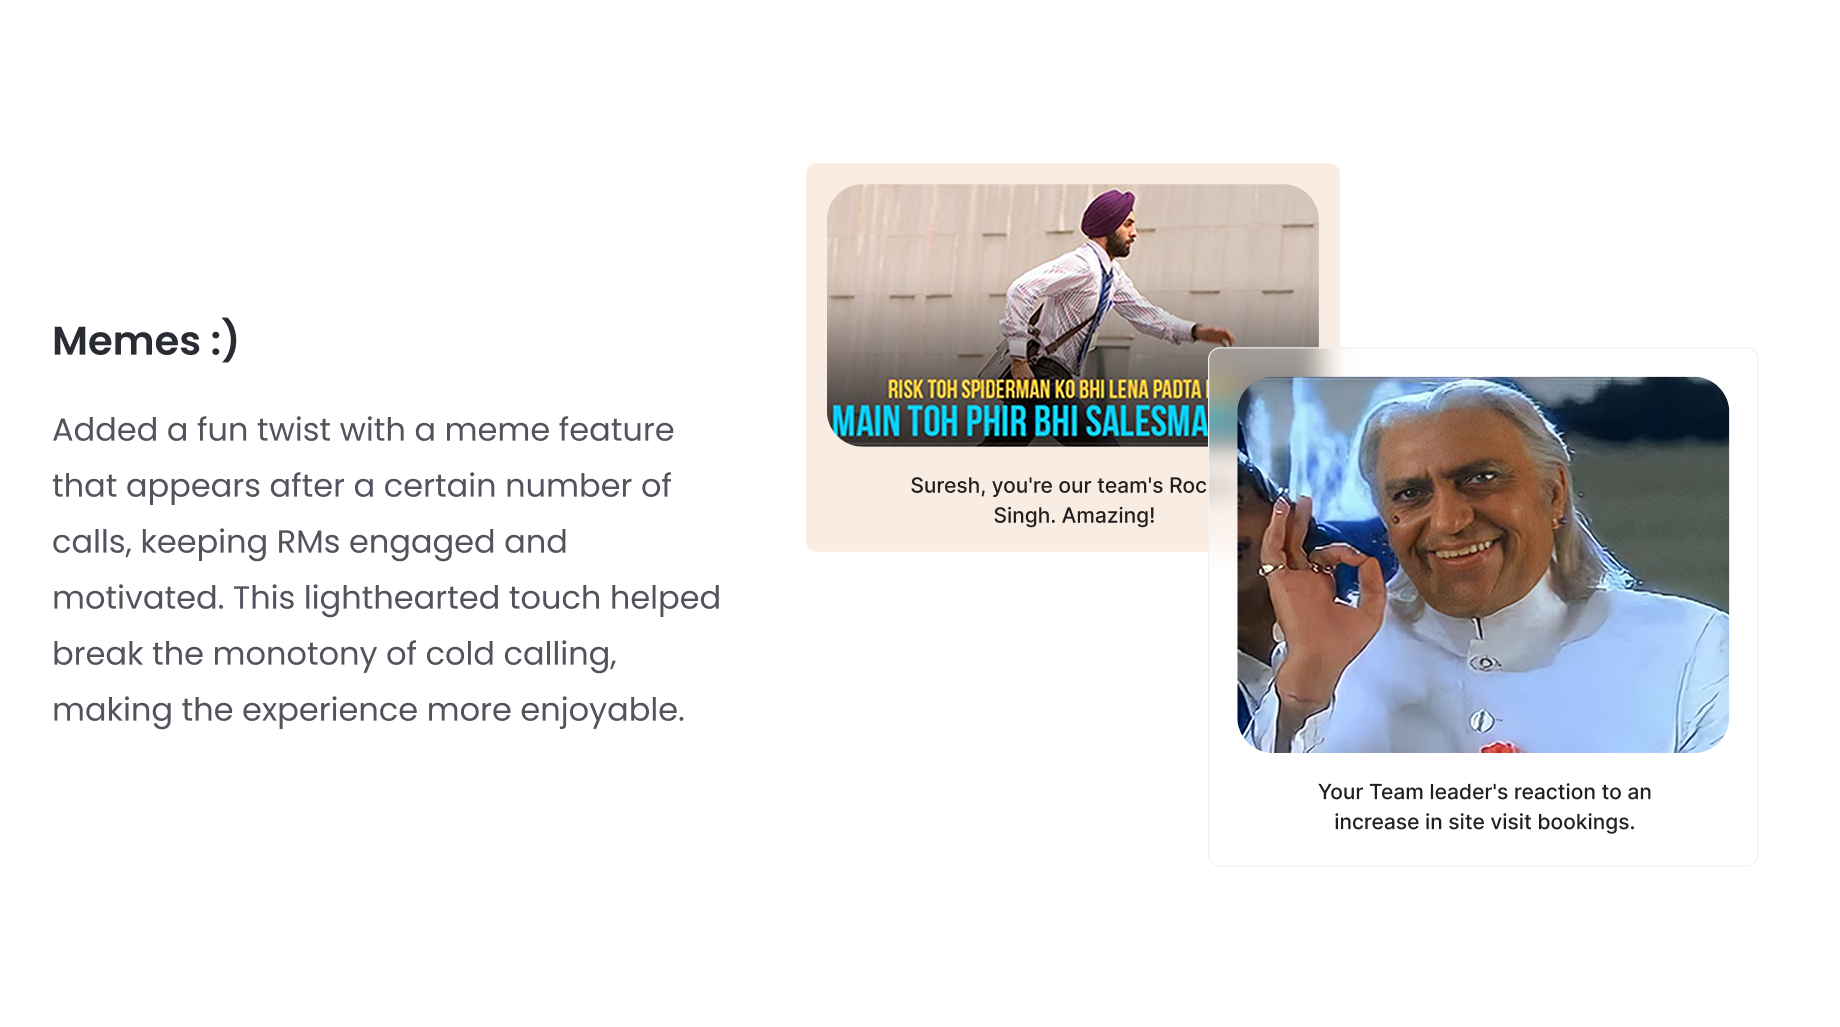 Memes :)
Added a fun twist with a meme feature
that appears after a certain number of
calls, keeping RMs engaged and
motivated. This lighthearted touch helped
break the monotony of cold calling,
making the experience more enjoyable.
RISK TOH SPIDERMAN KO BHI LENA PADTA
MAIN TOH PHIR BHI
Suresh, you're our team's
Singh. Amazing!
Your Team leader's reaction to an
increase in site visit bookings.